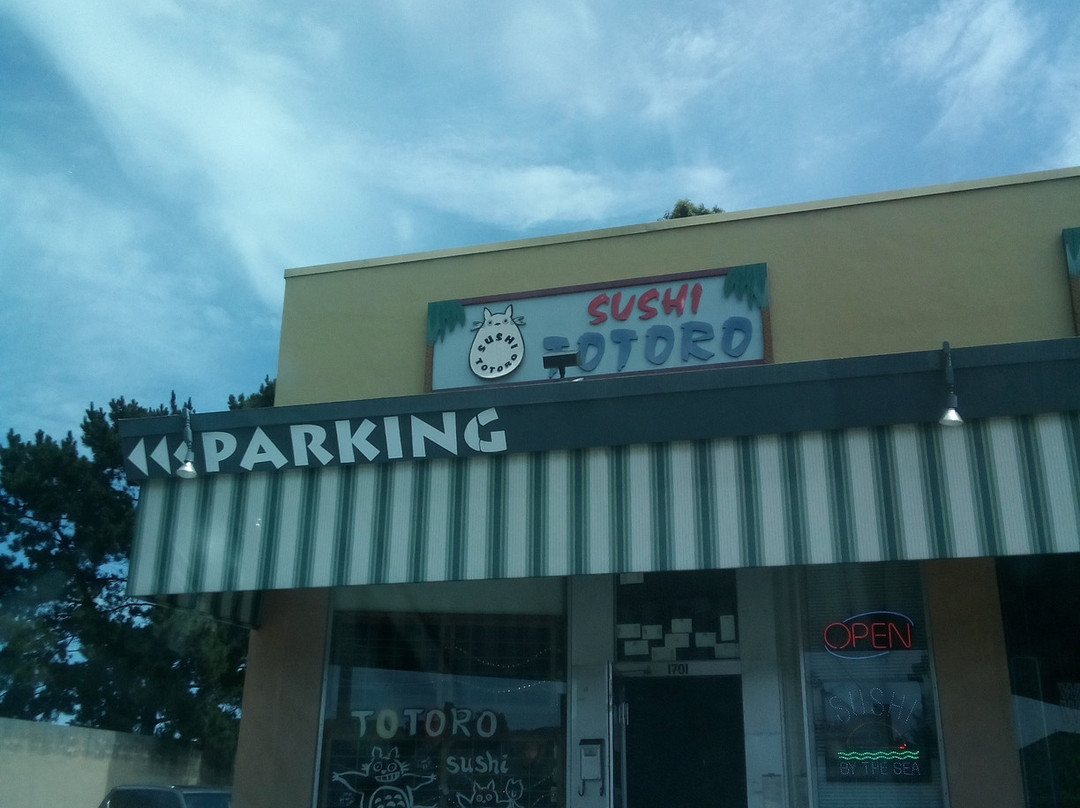 SUSHI
TOTORO
SUSHI
TOTORO
PARKING
1701
OPEN
TOTORO
sushi
SUSHI
BY THE SEA